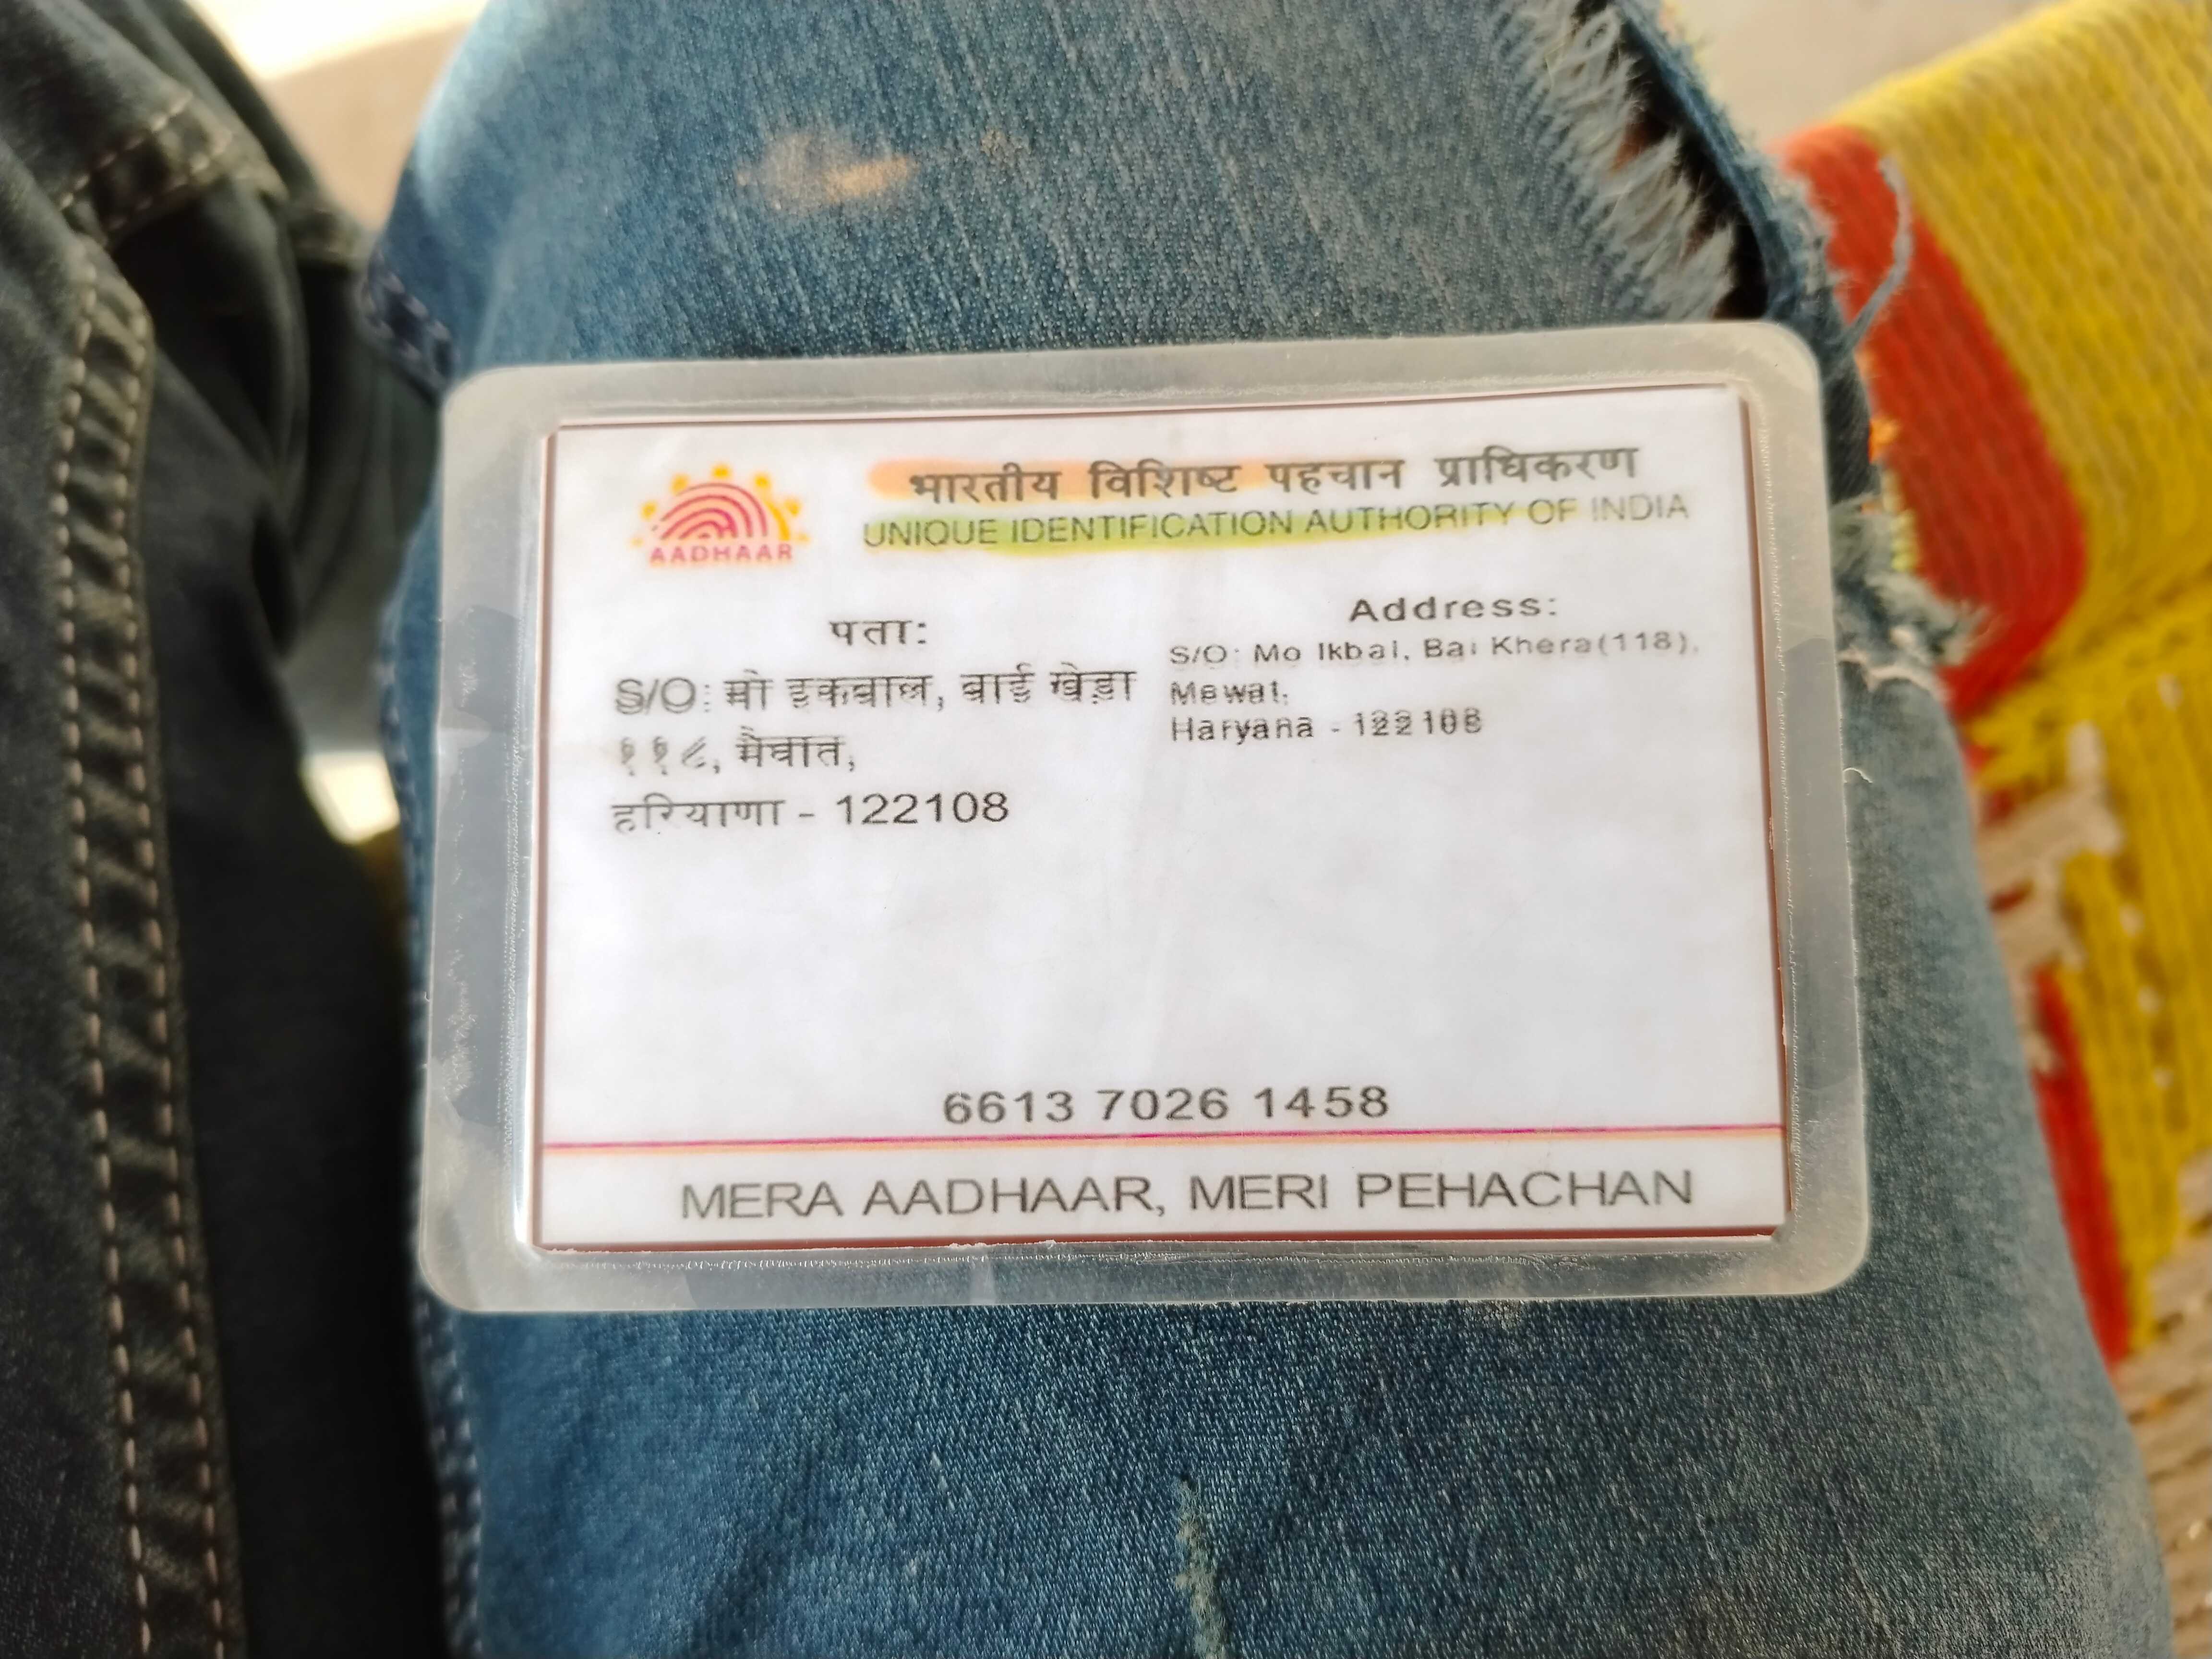 AADHAAR
भारतीय विशिष्ट पहचान प्राधिकरण
UNIQUE IDENTIFICATION AUTHORITY OF INDIA
पता:
S/O: मो इकबाल, बाई खेड़ा
११८, मेवात,
हरियाणा - 122108
Address:
S/O: Mo Ikbal, Bai Khera(118),
Mewat,
Haryana - 122108
6613 7026 1458
MERA AADHAAR, MERI PEHACHAN